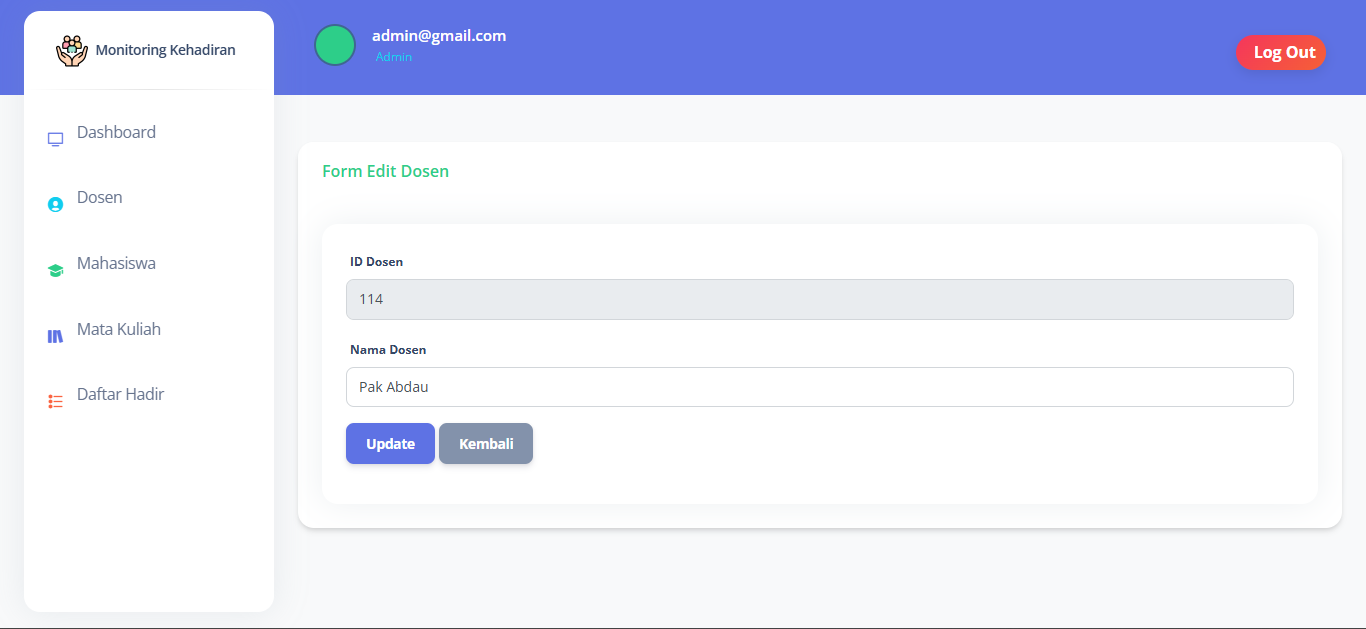 Monitoring Kehadiran
admin@gmail.com
Admin
Log Out
Dashboard
Dosen
Mahasiswa
Mata Kuliah
Daftar Hadir
Form Edit Dosen
ID Dosen
114
Nama Dosen
Pak Abdau
Update Kembali